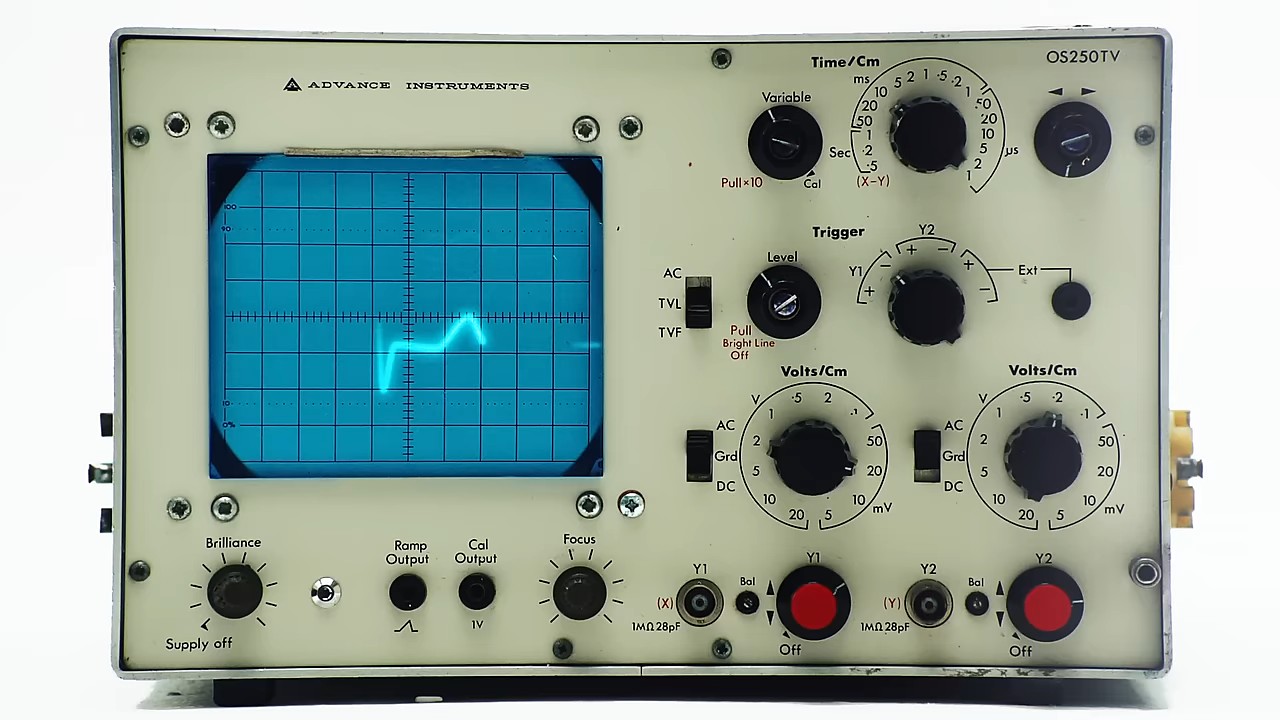 ADVANCE INSTRUMENTS
OS250TV
Time/Cm
ms 10 5 2 1 ·5 ·2 ·1
20 50
50 20
Sec ·1 10
·2 5 µs
·5 2
(X-Y) 1
Variable
Pull×10
Cal
100
90
10
0%
Trigger
Y1 + −
Y2 + −
+ −
Ext
Level
Pull
Bright Line
Off
AC
TVL
TVF
Volts/Cm
V ·5 2 ·1
1 50
2 20
5 10 mV
10 5
20
AC
Grd
DC
Volts/Cm
V ·5 ·2 ·1
1 50
2 20
5 10 mV
10 5
20
AC
Grd
DC
Brilliance
Supply off
Ramp
Output
Cal
Output
1V
Focus
Y1
(X)
1MΩ28pF
Bal
Y1
Off
Y2
(Y)
1MΩ28pF
Bal
Y2
Off